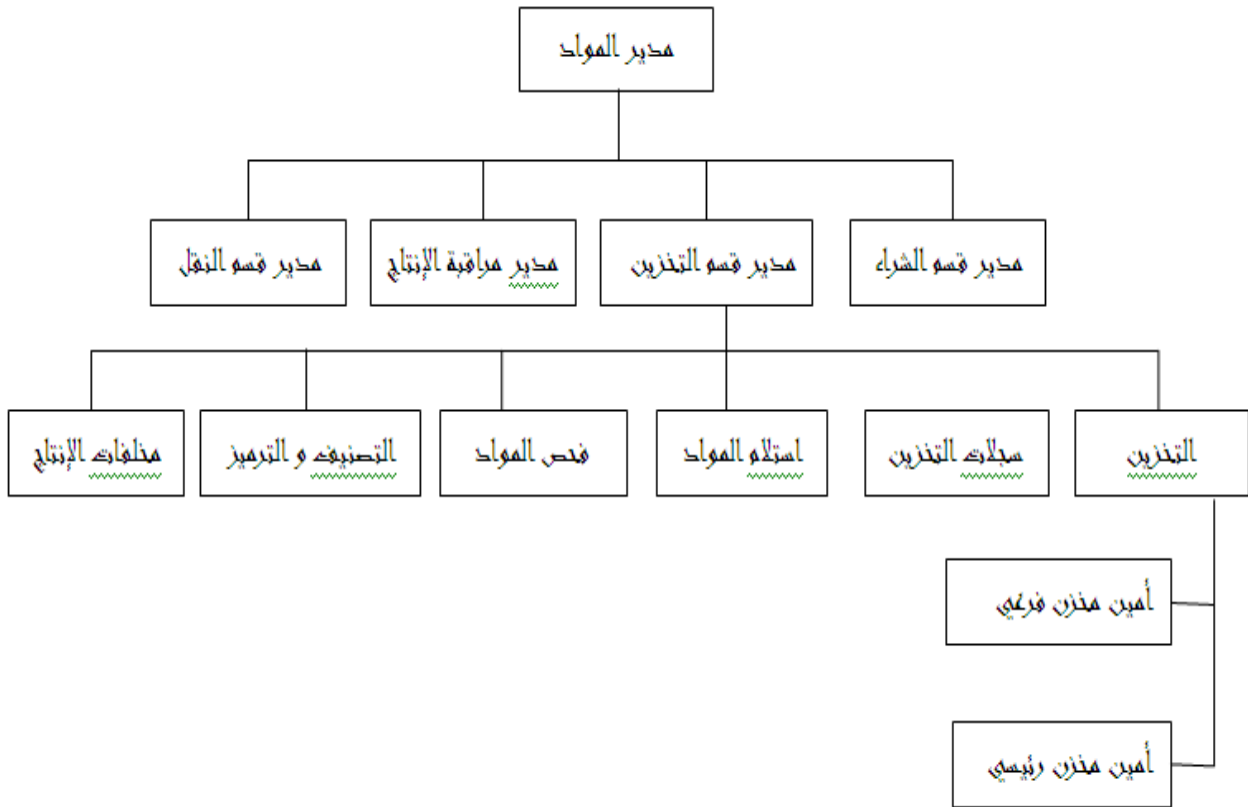 مدير المواد
مدير قسم الشراء
مدير قسم التخزين
مدير مراقبة الإنتاج
مدير قسم النقل
التخزين
سجلات التخزين
استلام المواد
فحص المواد
التصنيف و الترميز
مخلفات الإنتاج
أمين مخزن فرعي
أمين مخزن رئيسي